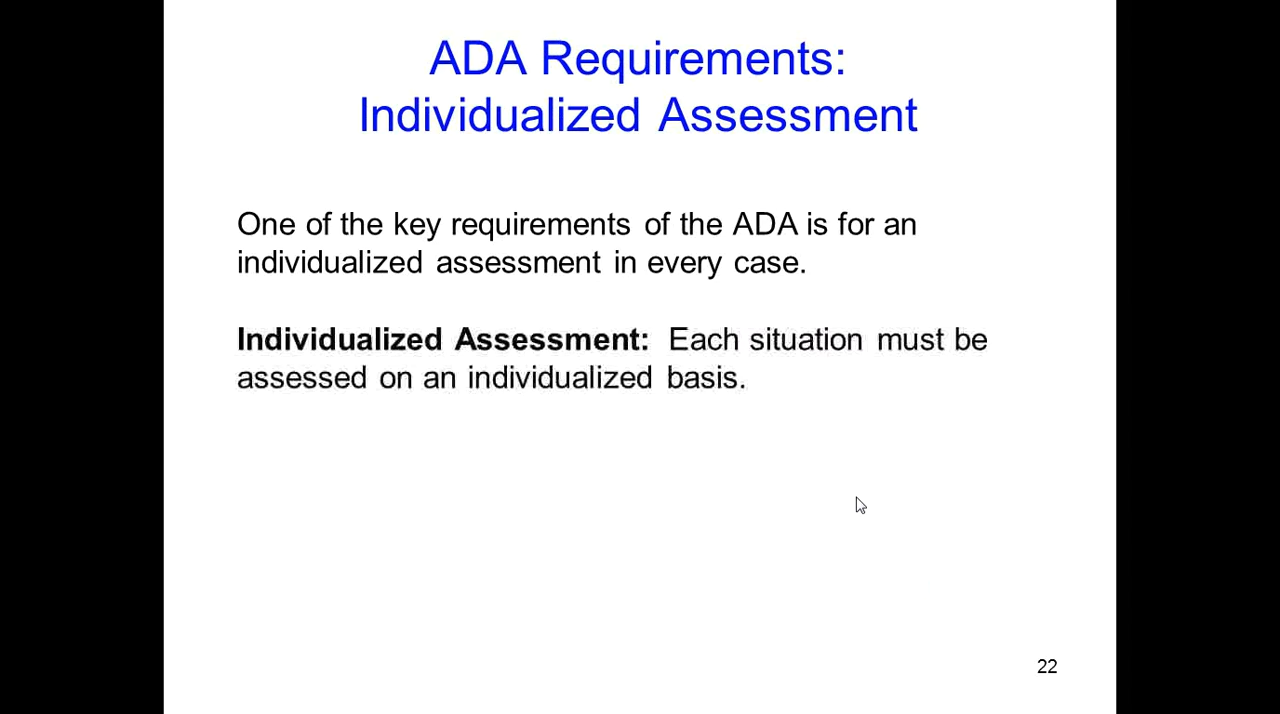 ADA Requirements:
Individualized Assessment
One of the key requirements of the ADA is for an
individualized assessment in every case.
Individualized Assessment: Each situation must be
assessed on an individualized basis.
22